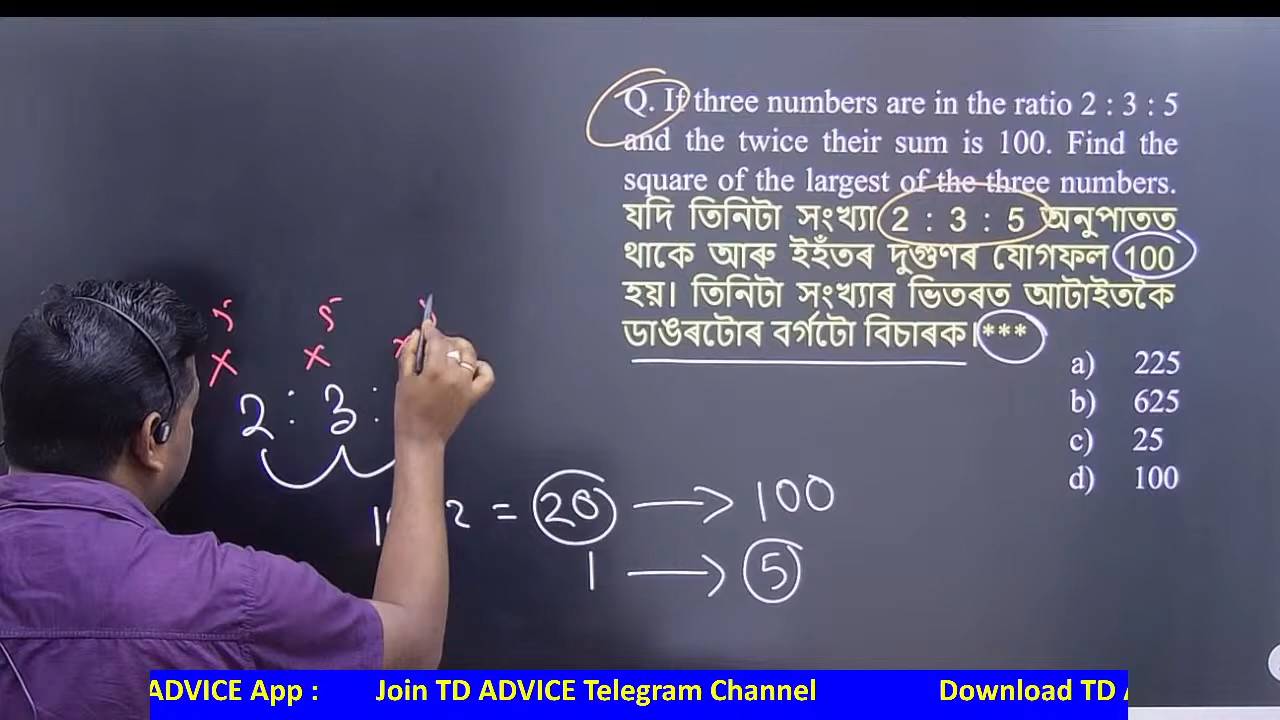 Q. If three numbers are in the ratio 2 : 3 : 5
and the twice their sum is 100. Find the
square of the largest of the three numbers.
যদি তিনিটা সংখ্যা 2 : 3 : 5 অনুপাতত
থাকে আৰু ইহঁতৰ দুগুণৰ যোগফল 100
হয়। তিনিটা সংখ্যাৰ ভিতৰত আটাইতকৈ
ডাঙৰটোৰ বৰ্গটো বিচাৰক।***
a) 225
b) 625
c) 25
d) 100
5 5
x x x
2 : 3 :
2 = 20 → 100
1 → 5
ADVICE App : Join TD ADVICE Telegram Channel Download TD